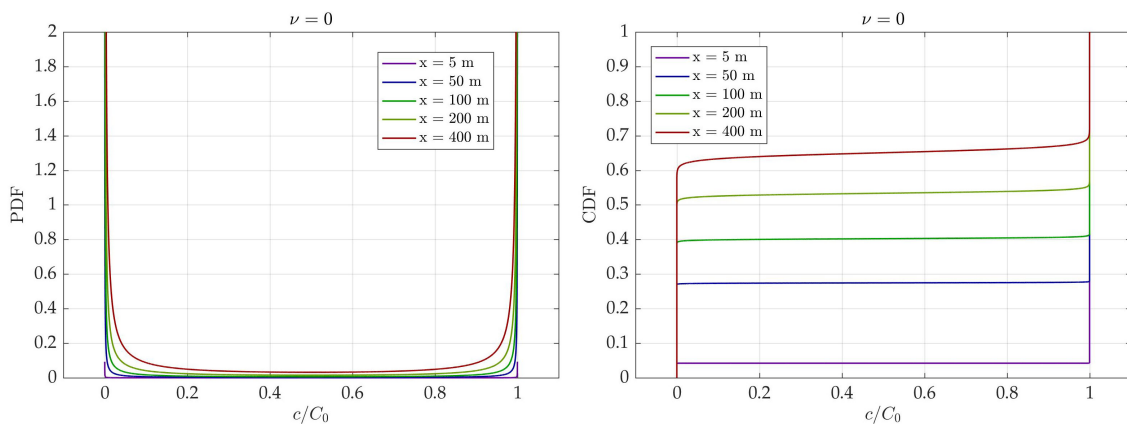 ν = 0
2
1.8
1.6
1.4
1.2
1
0.8
0.6
0.4
0.2
0
PDF
x = 5 m
x = 50 m
x = 100 m
x = 200 m
x = 400 m
0 0.2 0.4 0.6 0.8 1
c/C₀
ν = 0
1
0.9
0.8
0.7
0.6
0.5
0.4
0.3
0.2
0.1
0
CDF
x = 5 m
x = 50 m
x = 100 m
x = 200 m
x = 400 m
0 0.2 0.4 0.6 0.8 1
c/C₀